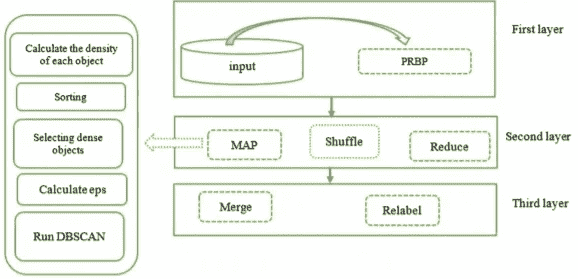 Calculate the density
of each object
Sorting
Selecting dense
objects
Calculate eps
Run DBSCAN
First layer
input
PRBP
Second layer
MAP
Shuffle
Reduce
Third layer
Merge
Relabel